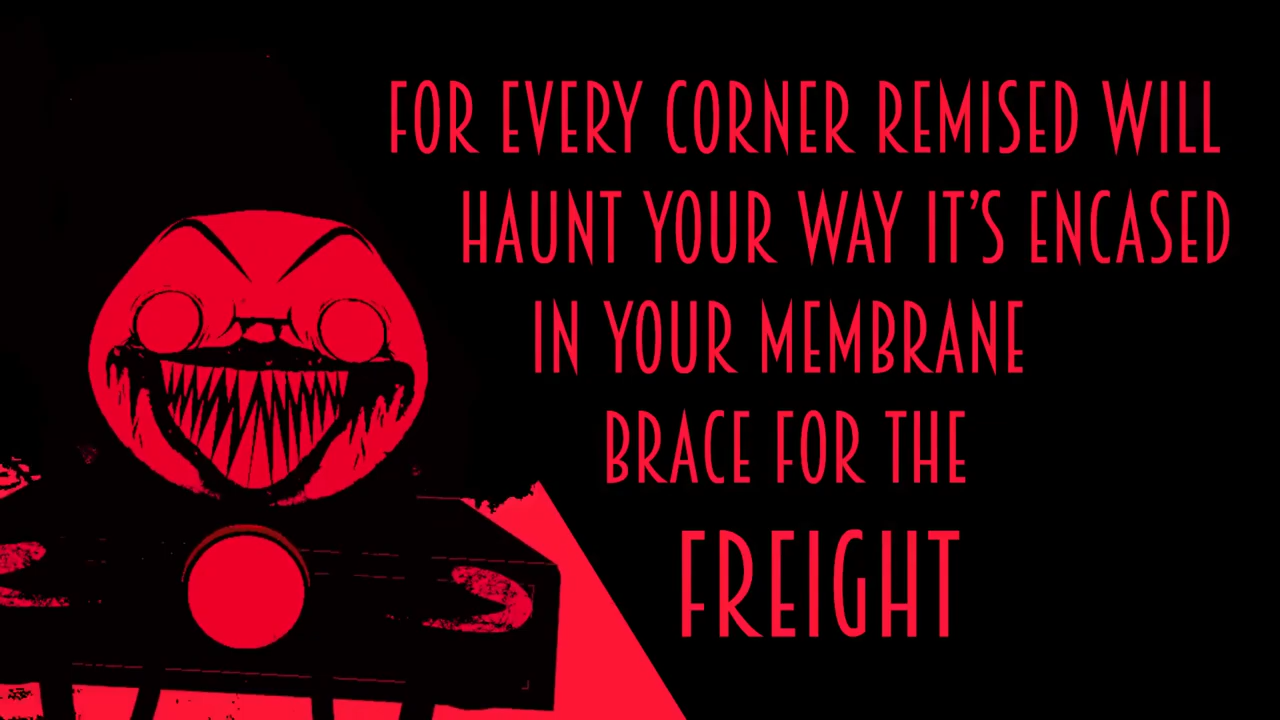 FOR EVERY CORNER REMISED WILL
HAUNT YOUR WAY IT'S ENCASED
IN YOUR MEMBRANE
BRACE FOR THE
FREIGHT